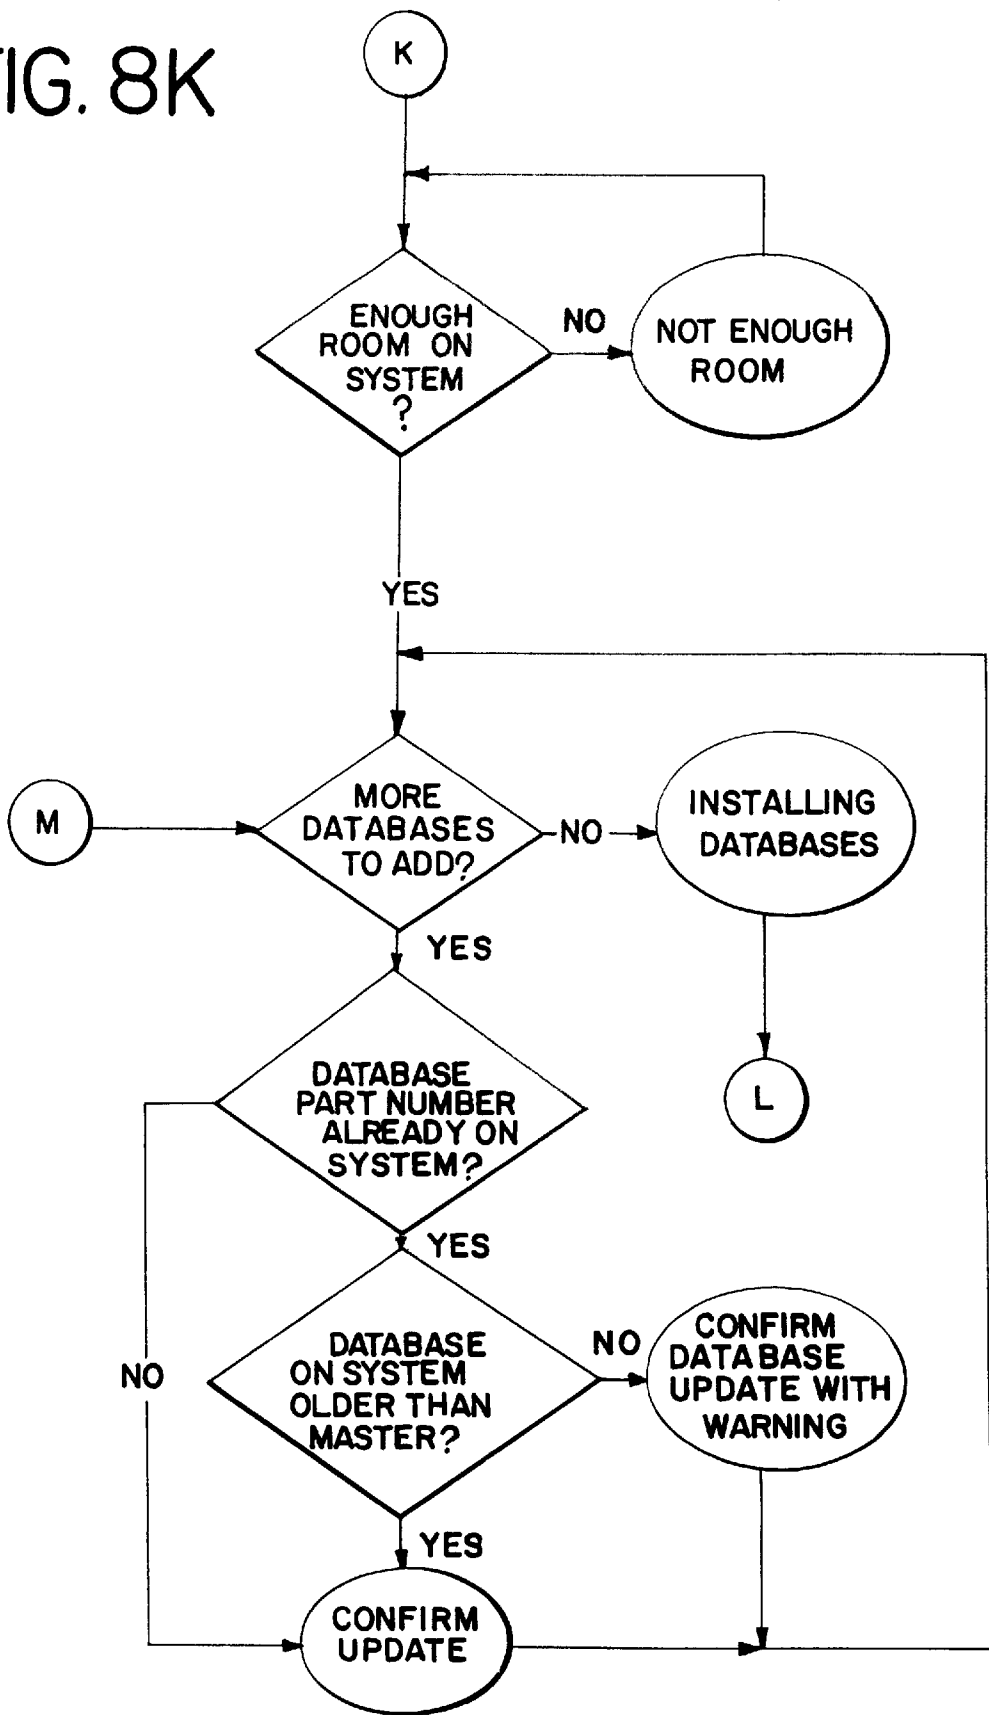 FIG. 8K
K
ENOUGH
ROOM ON
SYSTEM
?
NO
NOT ENOUGH
ROOM
YES
M
MORE
DATABASES
TO ADD?
NO
INSTALLING
DATABASES
YES
L
DATABASE
PART NUMBER
ALREADY ON
SYSTEM?
YES
NO
DATABASE
ON SYSTEM
OLDER THAN
MASTER?
NO
CONFIRM
DATABASE
UPDATE WITH
WARNING
YES
CONFIRM
UPDATE